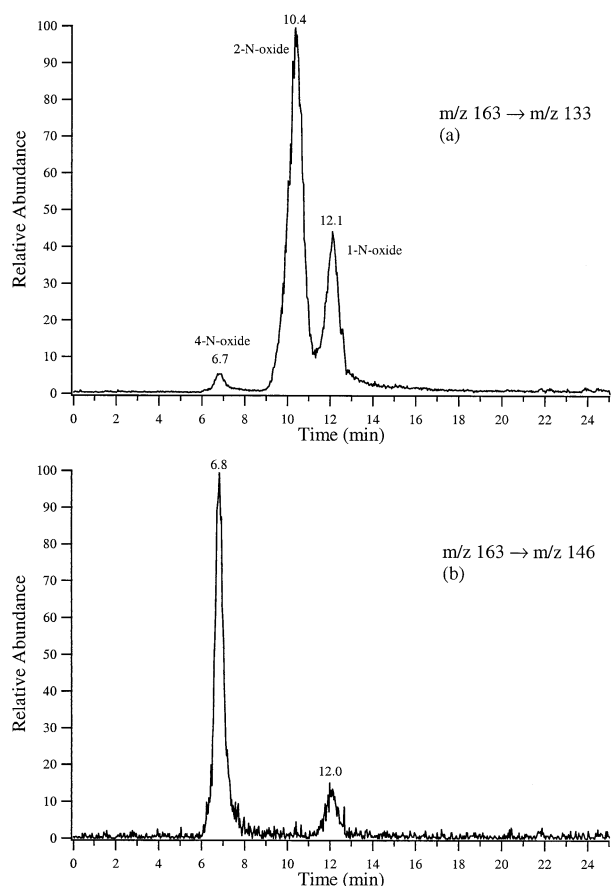 10.4
100
2-N-oxide
90
m/z 163 → m/z 133
80
(a)
70
60
50
12.1
40
1-N-oxide
30
20
4-N-oxide
10
6.7
0
Relative Abundance
0 2 4 6 8 10 12 14 16 18 20 22 24
Time (min)
6.8
100
90
80
m/z 163 → m/z 146
70
(b)
60
50
40
30
20
12.0
10
0
Relative Abundance
0 2 4 6 8 10 12 14 16 18 20 22 24
Time (min)